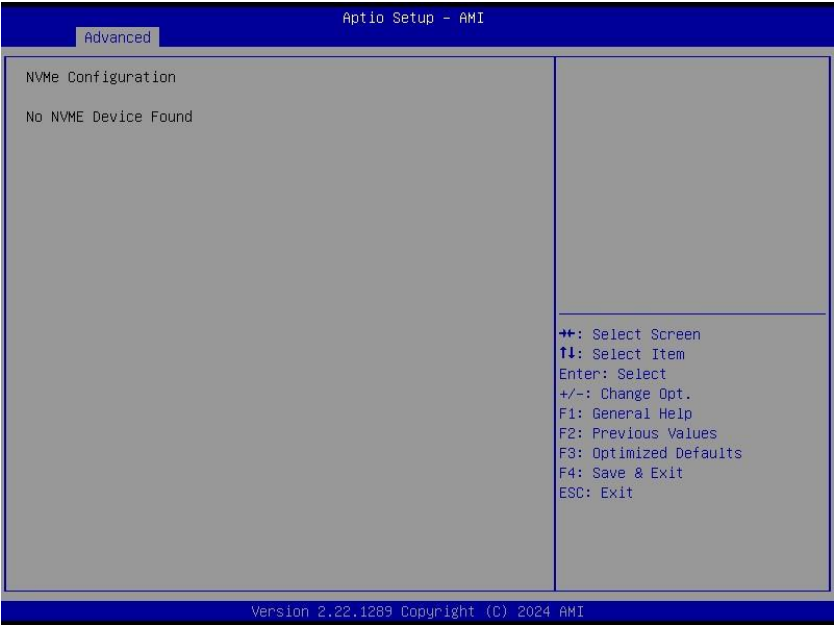 Aptio Setup – AMI
Advanced
NVMe Configuration
No NVME Device Found
→←: Select Screen
↑↓: Select Item
Enter: Select
+/-: Change Opt.
F1: General Help
F2: Previous Values
F3: Optimized Defaults
F4: Save & Exit
ESC: Exit
Version 2.22.1289 Copyright (C) 2024 AMI